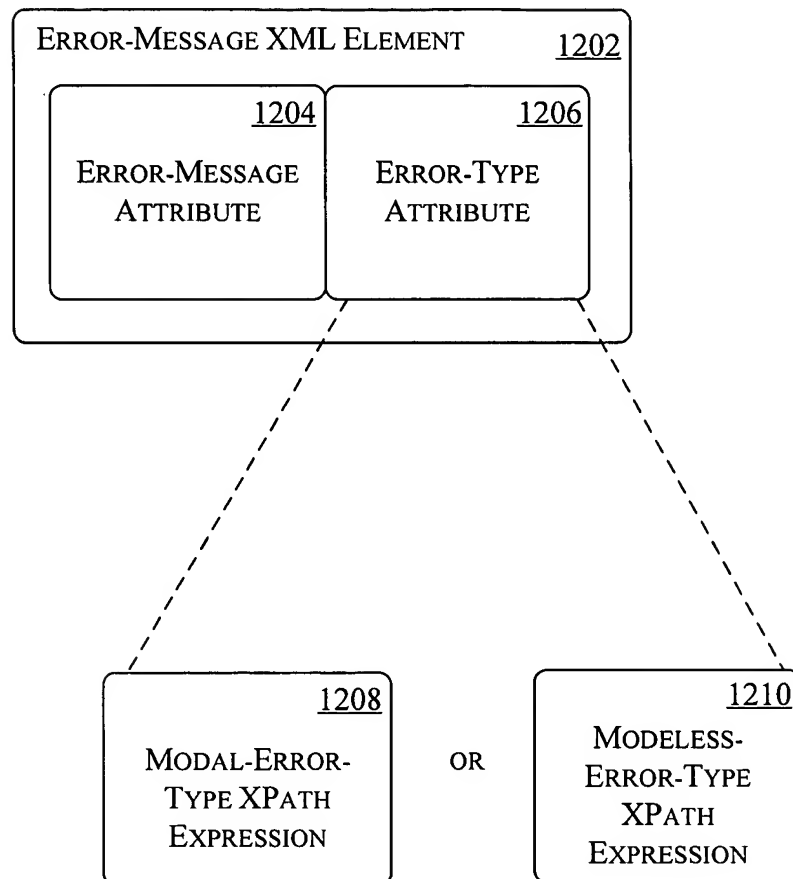 ERROR-MESSAGE XML ELEMENT 1202
1204
ERROR-MESSAGE
ATTRIBUTE
1206
ERROR-TYPE
ATTRIBUTE
1208
MODAL-ERROR-
TYPE XPATH
EXPRESSION
OR
1210
MODELESS-
ERROR-TYPE
XPATH
EXPRESSION